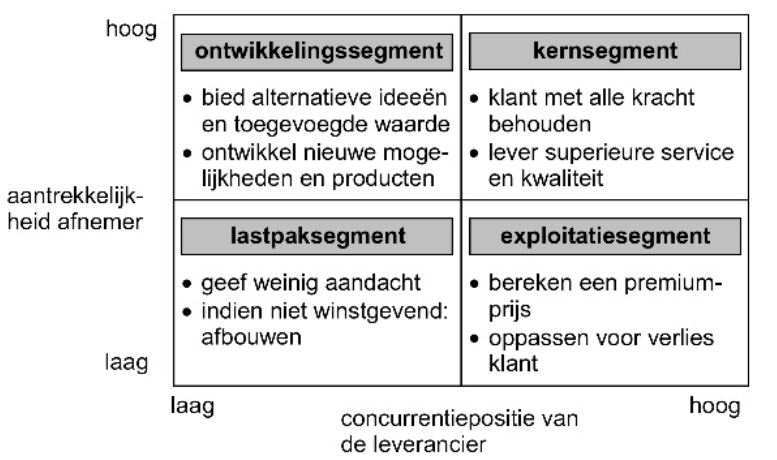 hoog
ontwikkelingssegment
• bied alternatieve ideeën
en toegevoegde waarde
• ontwikkel nieuwe moge-
lijkheden en producten
kernsegment
• klant met alle kracht
behouden
• lever superieure service
en kwaliteit
aantrekkelijk-
heid afnemer
lastpaksegment
• geef weinig aandacht
• indien niet winstgevend:
afbouwen
exploitatiesegment
• bereken een premium-
prijs
• oppassen voor verlies
klant
laag
laag
concurrentiepositie van
de leverancier
hoog